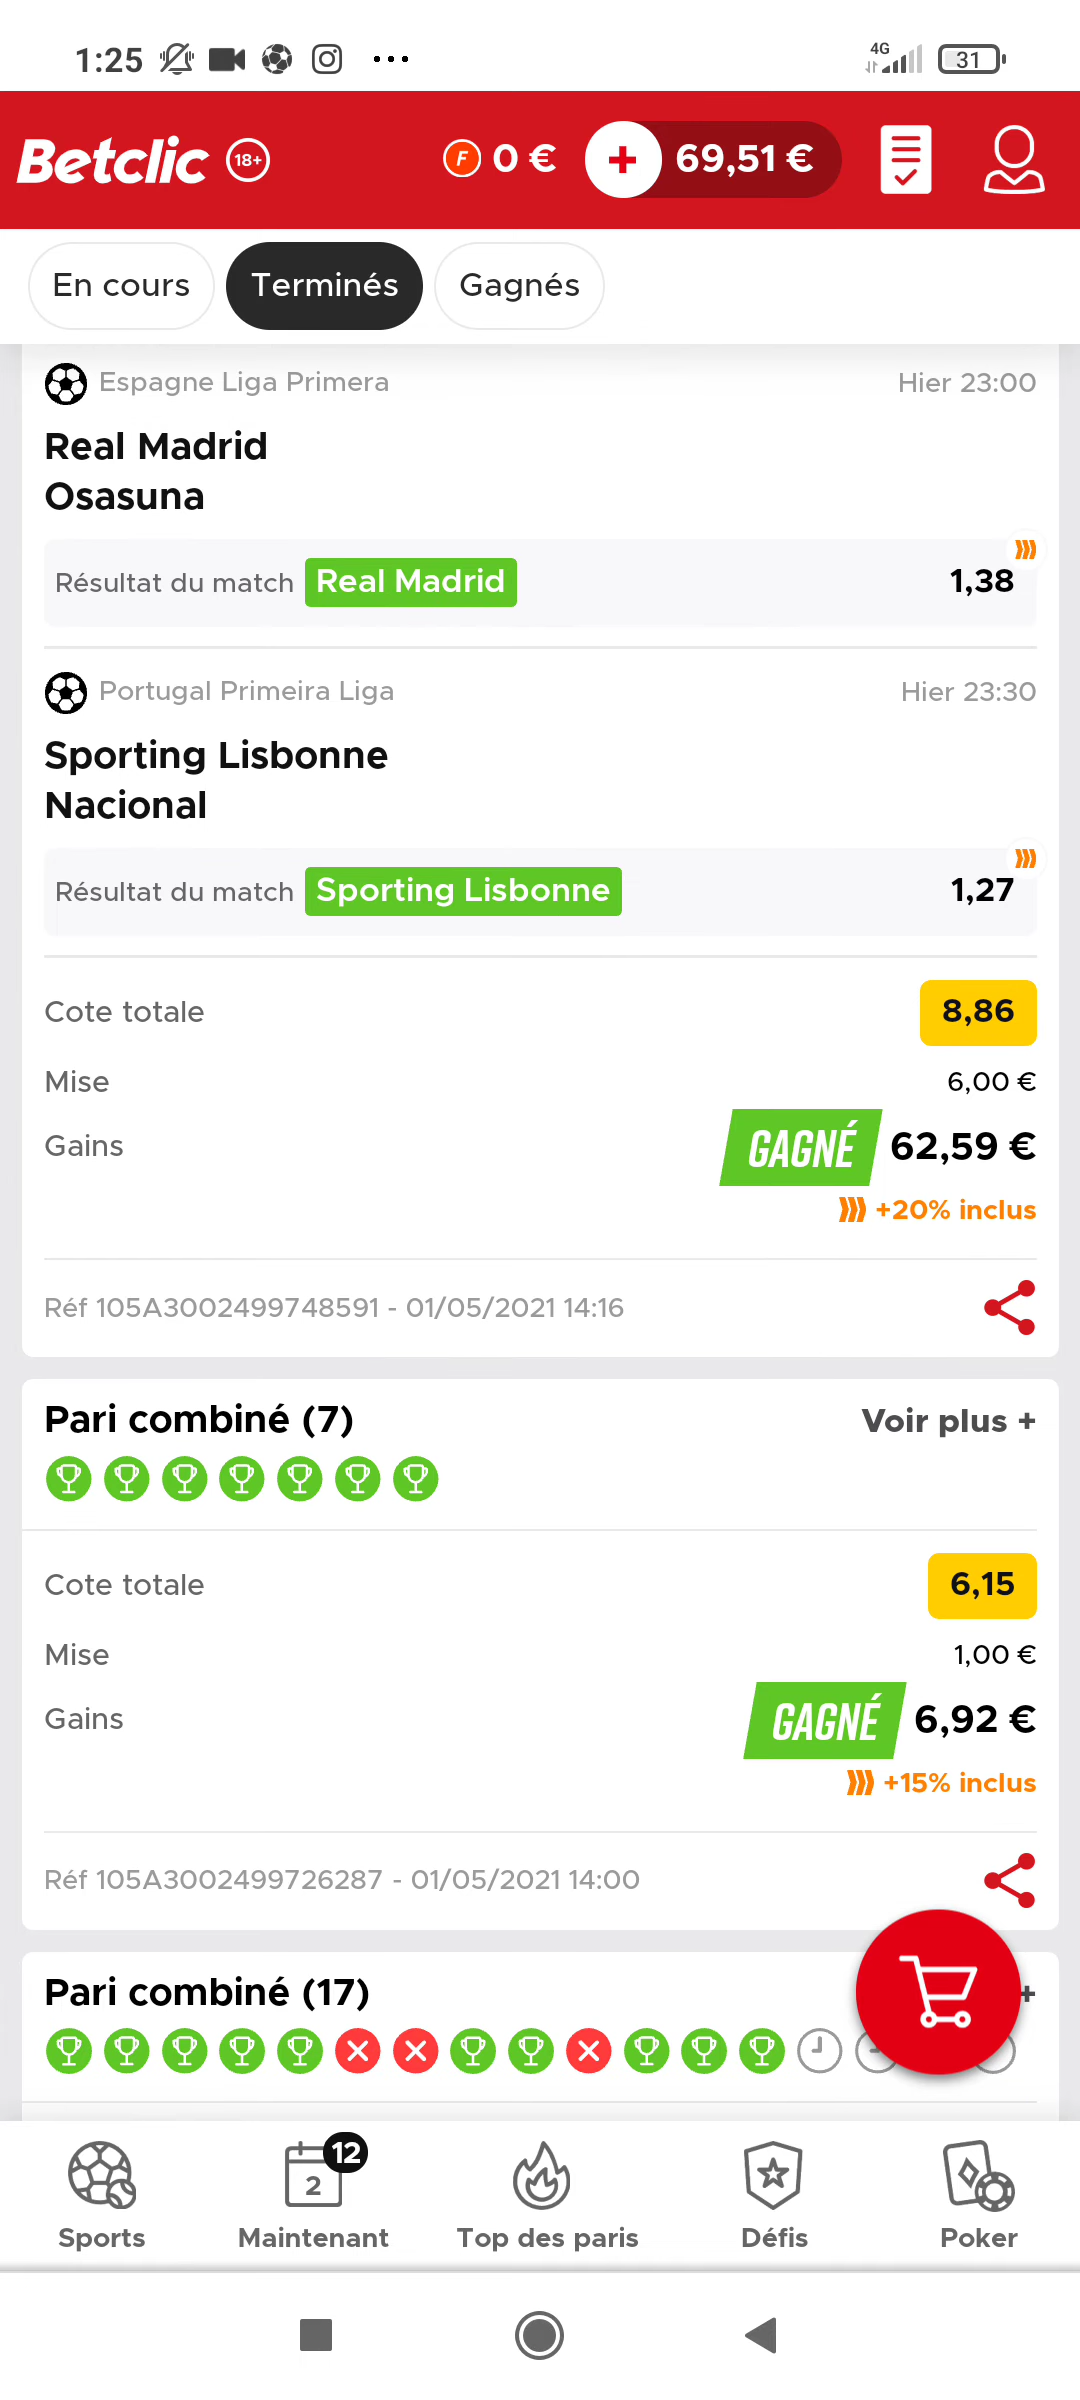 1:25 4G 31
Betclic 18+ F 0 € + 69,51 €
En cours Terminés Gagnés
Espagne Liga Primera Hier 23:00
Real Madrid
Osasuna
Résultat du match Real Madrid 1,38
Portugal Primeira Liga Hier 23:30
Sporting Lisbonne
Nacional
Résultat du match Sporting Lisbonne 1,27
Cote totale 8,86
Mise 6,00 €
Gains GAGNÉ 62,59 €
+20% inclus
Réf 105A3002499748591 - 01/05/2021 14:16
Pari combiné (7) Voir plus +
Cote totale 6,15
Mise 1,00 €
Gains GAGNÉ 6,92 €
+15% inclus
Réf 105A3002499726287 - 01/05/2021 14:00
Pari combiné (17) +
12
2
Sports Maintenant Top des paris Défis Poker